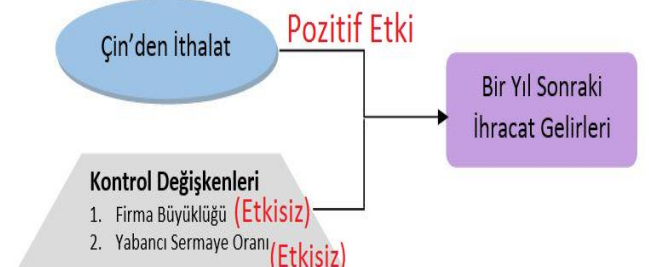 Çin'den İthalat
Pozitif Etki
Bir Yıl Sonraki
İhracat Gelirleri
Kontrol Değişkenleri
1. Firma Büyüklüğü (Etkisiz)
2. Yabancı Sermaye Oranı (Etkisiz)